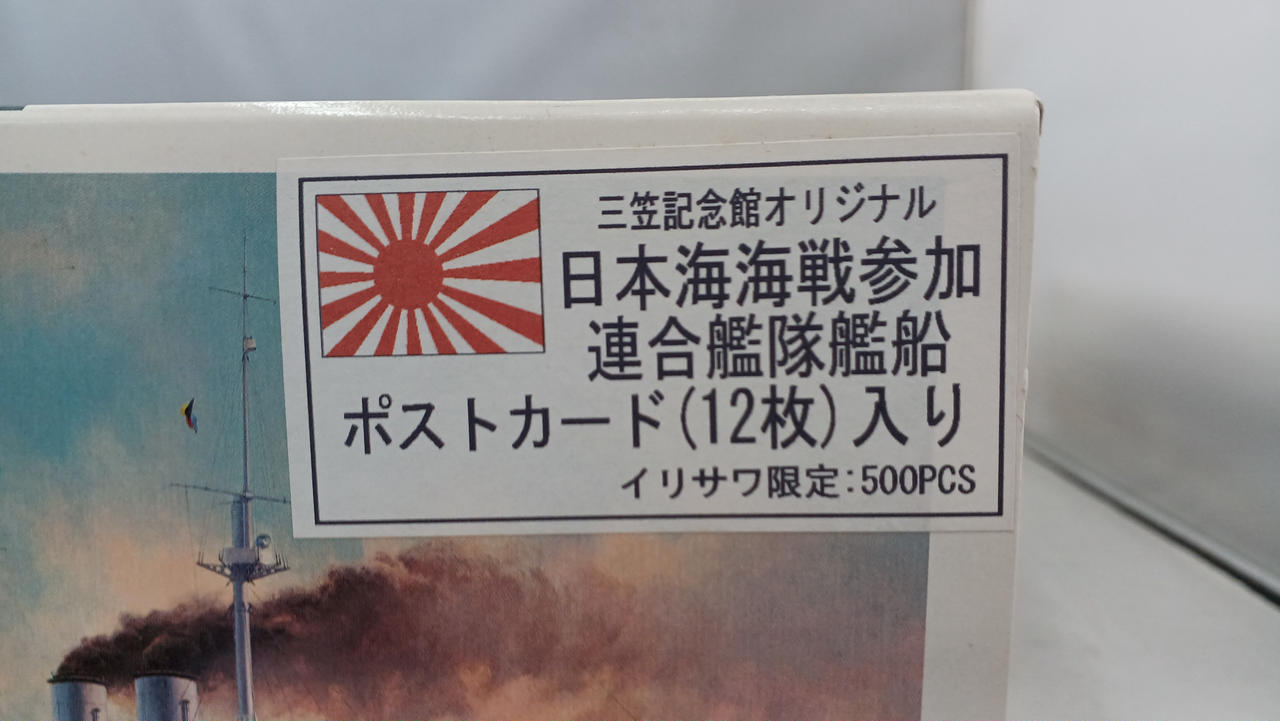 三笠記念館オリジナル
日本海海戦参加
連合艦隊艦船
ポストカード(12枚)入り
イリサワ限定:500PCS